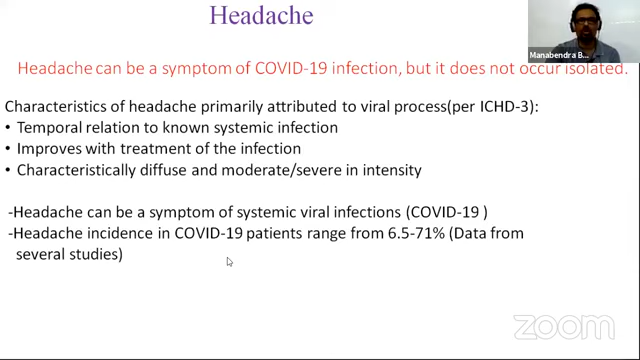 Headache
Manabendra B...
Headache can be a symptom of COVID-19 infection, but it does not occur isolated.
Characteristics of headache primarily attributed to viral process(per ICHD-3):
• Temporal relation to known systemic infection
• Improves with treatment of the infection
• Characteristically diffuse and moderate/severe in intensity
-Headache can be a symptom of systemic viral infections (COVID-19 )
-Headache incidence in COVID-19 patients range from 6.5-71% (Data from
several studies)
zoom